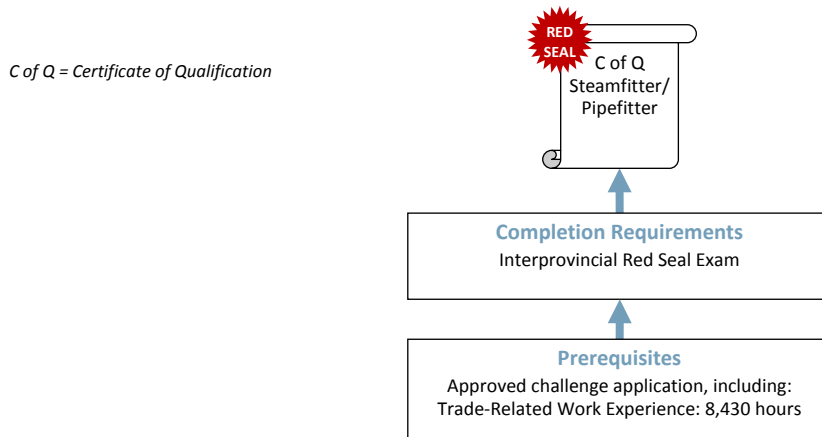 RED
SEAL
C of Q
Steamfitter/
Pipefitter
C of Q = Certificate of Qualification
Completion Requirements
Interprovincial Red Seal Exam
Prerequisites
Approved challenge application, including:
Trade-Related Work Experience: 8,430 hours